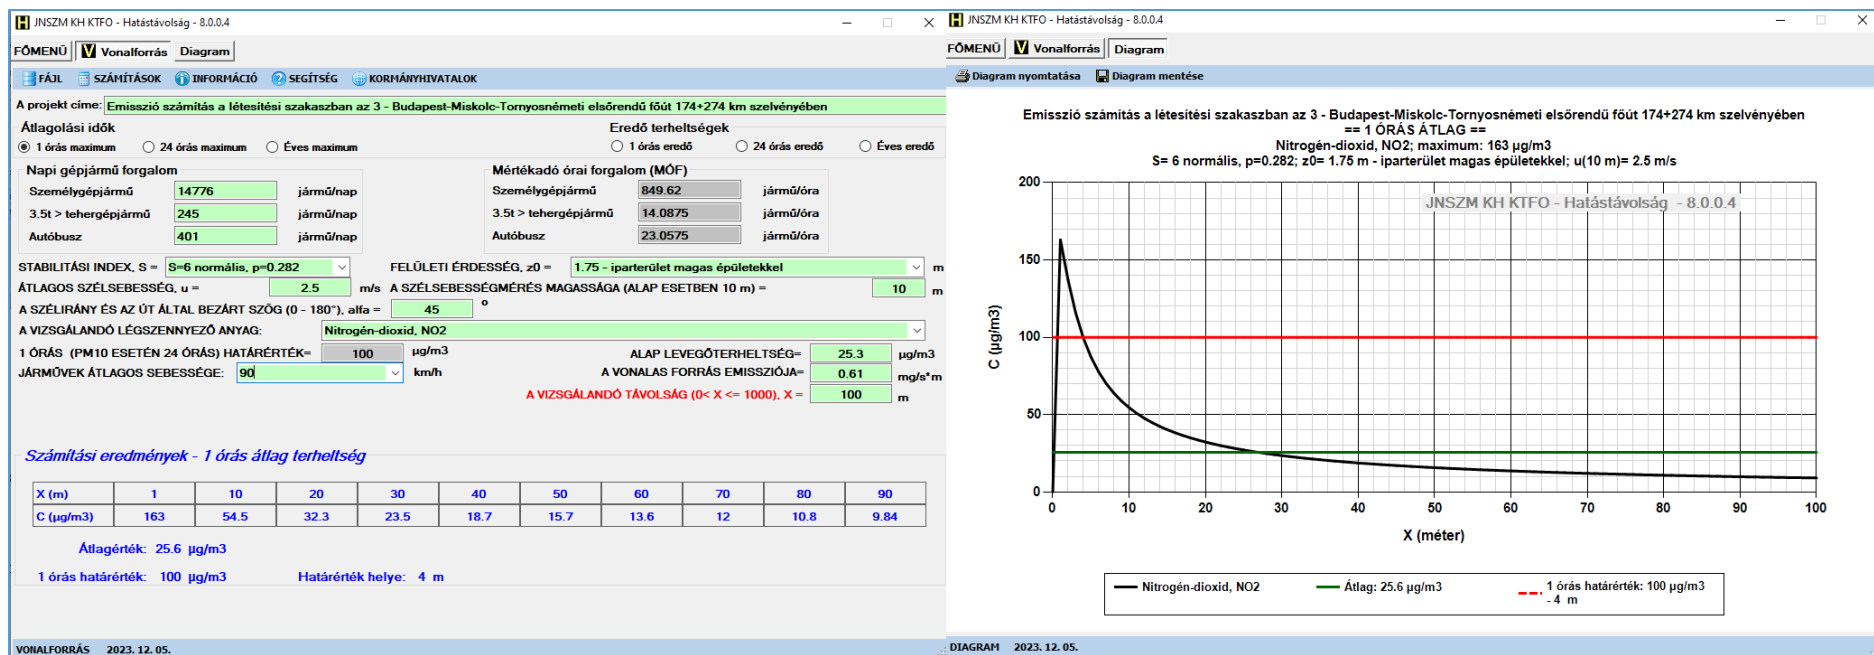 JNSZM KH KTFO - Hatástávolság - 8.0.0.4
FŐMENÜ Vonalforrás Diagram
FÁJL SZÁMÍTÁSOK INFORMÁCIÓ SEGÍTSÉG KORMÁNYHIVATALOK
A projekt címe: Emisszió számítás a létesítési szakaszban az 3 - Budapest-Miskolc-Tornyosnémeti elsőrendű főút 174+274 km szelvényében
Átlagolási idők
Eredő terheltségek
1 órás maximum 24 órás maximum Éves maximum
1 órás eredő 24 órás eredő Éves eredő
Napi gépjármű forgalom
Személygépjármű 14776 jármű/nap
3.5t > tehergépjármű 245 jármű/nap
Autóbusz 401 jármű/nap
Mértékadó órai forgalom (MÓF)
Személygépjármű 849.62 jármű/óra
3.5t > tehergépjármű 14.0875 jármű/óra
Autóbusz 23.0575 jármű/óra
STABILITÁSI INDEX, S = S=6 normális, p=0.282 FELÜLETI ÉRDESSÉG, z0 = 1.75 - iparterület magas épületekkel m
ÁTLAGOS SZÉLSEBESSÉG, u = 2.5 m/s A SZÉLSEBESSÉGMÉRÉS MAGASSÁGA (ALAP ESETBEN 10 m) = 10 m
A SZÉLIRÁNY ÉS AZ ÚT ÁLTAL BEZÁRT SZÖG (0 - 180°), alfa = 45 o
A VIZSGÁLANDÓ LÉGSZENNYEZŐ ANYAG: Nitrogén-dioxid, NO2
1 ÓRÁS (PM10 ESETÉN 24 ÓRÁS) HATÁRÉRTÉK= 100 µg/m3 ALAP LEVEGŐTERHELTSÉG= 25.3 µg/m3
JÁRMŰVEK ÁTLAGOS SEBESSÉGE: 90 km/h A VONALAS FORRÁS EMISSZIÓJA= 0.61 mg/s*m
A VIZSGÁLANDÓ TÁVOLSÁG (0< X <= 1000), X = 100 m
Számítási eredmények - 1 órás átlag terheltség
X (m) 1 10 20 30 40 50 60 70 80 90
C (µg/m3) 163 54.5 32.3 23.5 18.7 15.7 13.6 12 10.8 9.84
Átlagérték: 25.6 µg/m3
1 órás határérték: 100 µg/m3 Határérték helye: 4 m
VONALFORRÁS 2023. 12. 05.
JNSZM KH KTFO - Hatástávolság - 8.0.0.4
FŐMENÜ Vonalforrás Diagram
Diagram nyomtatása Diagram mentése
Emisszió számítás a létesítési szakaszban az 3 - Budapest-Miskolc-Tornyosnémeti elsőrendű főút 174+274 km szelvényében
== 1 ÓRÁS ÁTLAG ==
Nitrogén-dioxid, NO2; maximum: 163 µg/m3
S= 6 normális, p=0.282; z0= 1.75 m - iparterület magas épületekkel; u(10 m)= 2.5 m/s
JNSZM KH KTFO - Hatástávolság - 8.0.0.4
200
150
100
50
0
C (µg/m3)
0 10 20 30 40 50 60 70 80 90 100
X (méter)
Nitrogén-dioxid, NO2 Átlag: 25.6 µg/m3 1 órás határérték: 100 µg/m3
- 4 m
DIAGRAM 2023. 12. 05.